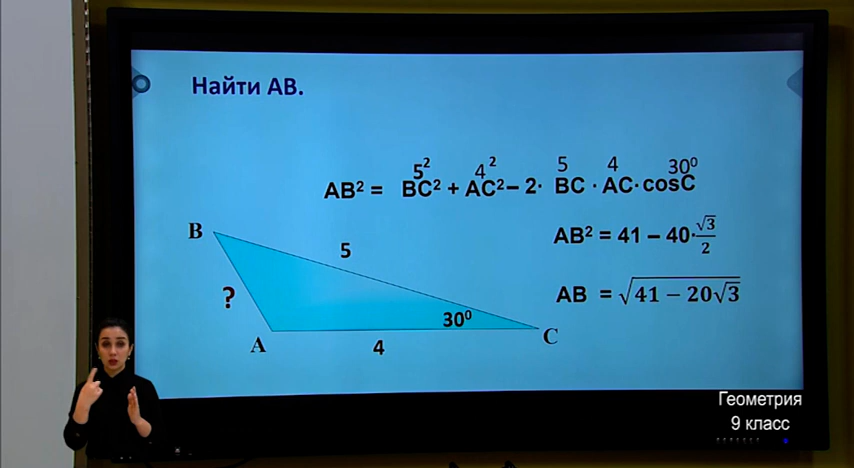 Найти АВ.
5² 4² 5 4 30⁰
AB² = BC² + AC² – 2· BC · AC· cosC
AB² = 41 – 40·√3/2
AB = √(41 − 20√3)
B
5
?
30⁰
A
4
C
Геометрия
9 класс